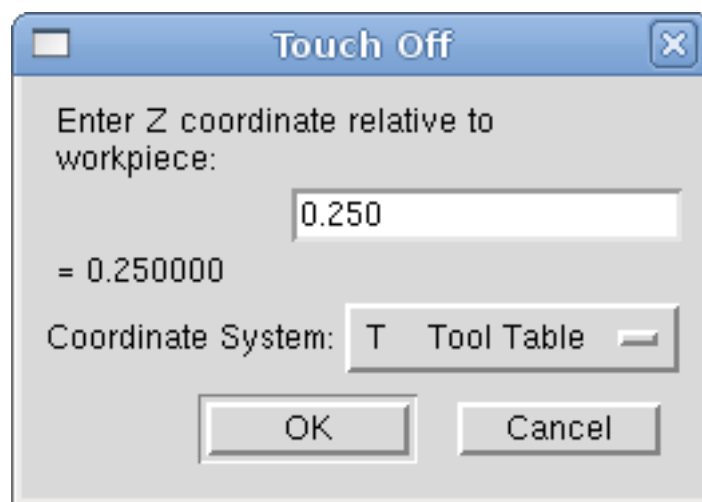 Touch Off
Enter Z coordinate relative to
workpiece:
0.250
= 0.250000
Coordinate System: T Tool Table
OK Cancel